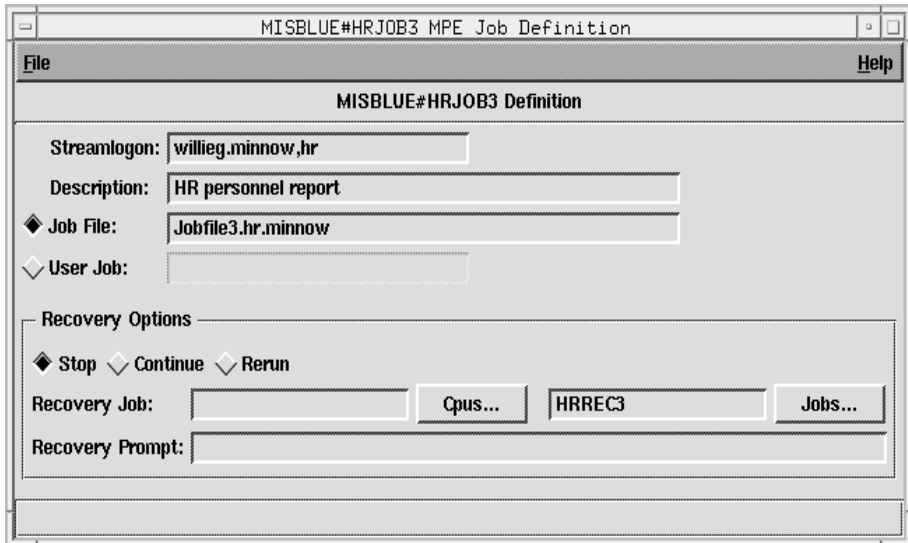 MISBLUE#HRJOB3 MPE Job Definition
File Help
MISBLUE#HRJOB3 Definition
Streamlogon: willieg.minnow,hr
Description: HR personnel report
Job File: Jobfile3.hr.minnow
User Job:
Recovery Options
Stop Continue Rerun
Recovery Job: Cpus... HRREC3 Jobs...
Recovery Prompt: